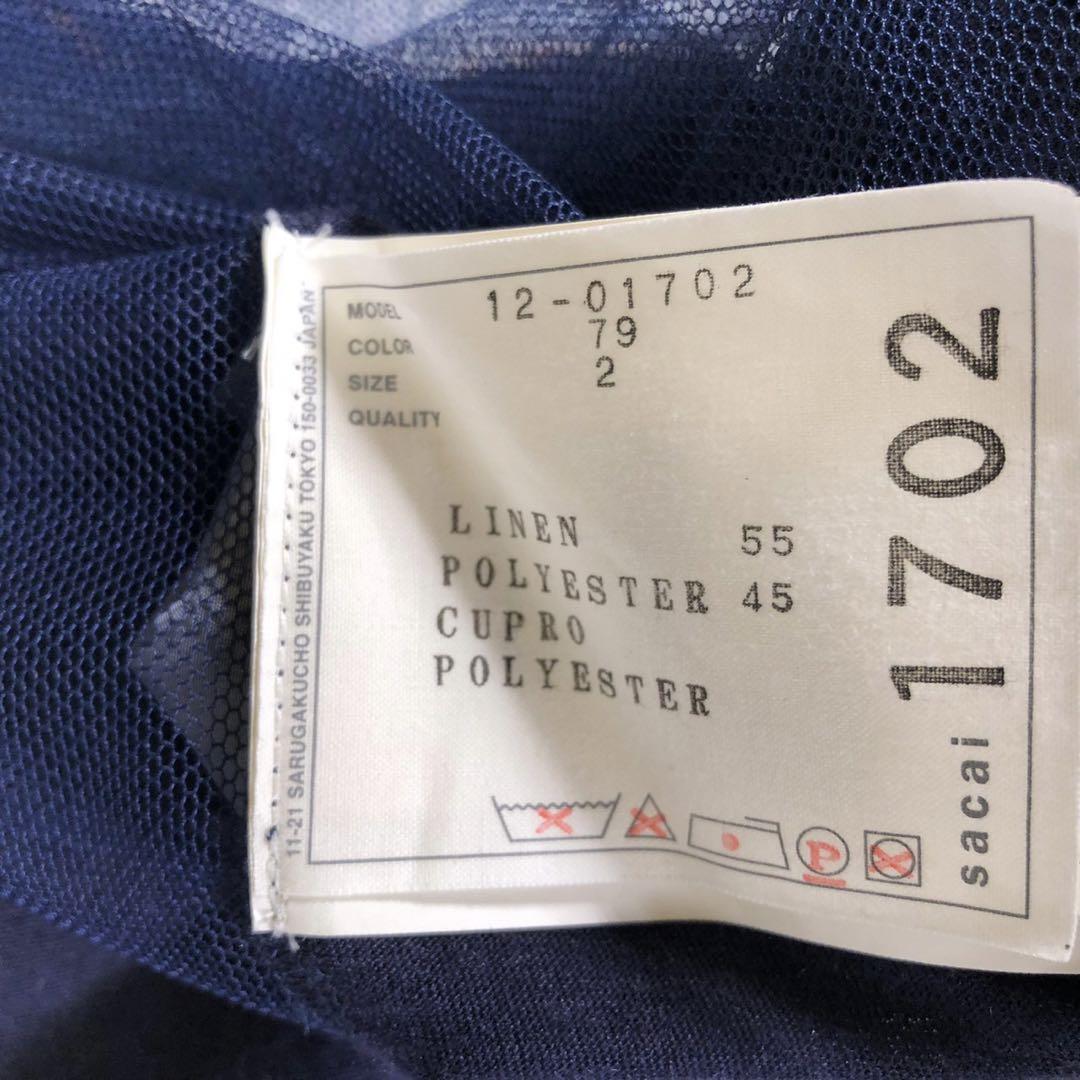 MODEL 12-01702
COLOR 79
SIZE 2
QUALITY
LINEN 55
POLYESTER 45
CUPRO
POLYESTER
P
sacai 1702
11-21 SARUGAKUCHO SHIBUYAKU TOKYO 150-0033 JAPAN